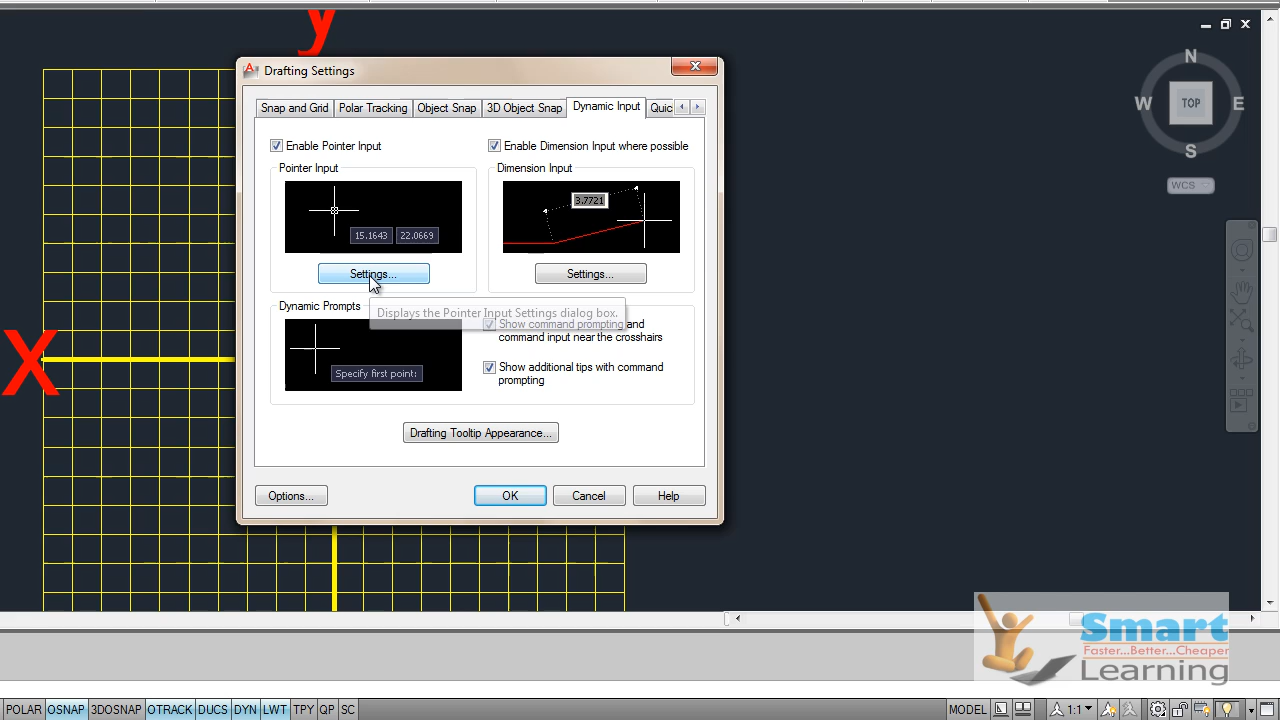 y
N
W TOP E
S
WCS
Drafting Settings
Snap and Grid Polar Tracking Object Snap 3D Object Snap Dynamic Input Quic
Enable Pointer Input Enable Dimension Input where possible
Pointer Input Dimension Input
3.7721
15.1643 22.0669
Settings... Settings...
Dynamic Prompts
Displays the Pointer Input Settings dialog box.
Show command prompting and
command input near the crosshairs
Specify first point:
Show additional tips with command
prompting
X
Drafting Tooltip Appearance...
Options... OK Cancel Help
Smart
Faster...Better...Cheaper
Learning
POLAR OSNAP 3DOSNAP OTRACK DUCS DYN LWT TPY QP SC MODEL 1:1